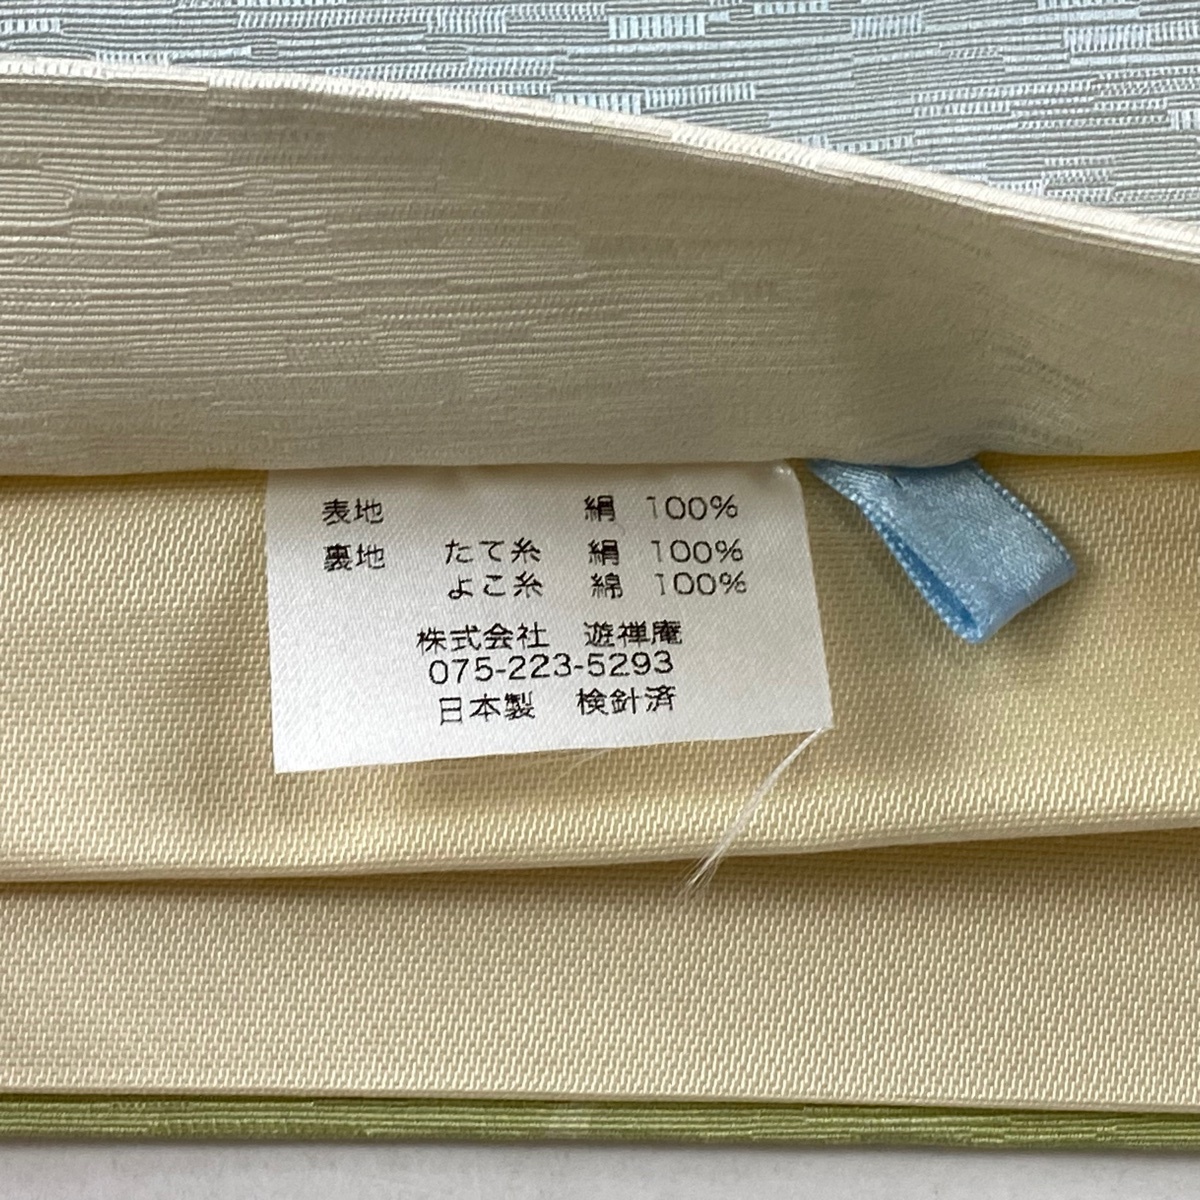 表地 絹 100%
裏地 たて糸 絹 100%
よこ糸 綿 100%
株式会社 遊禅庵
075-223-5293
日本製 検針済